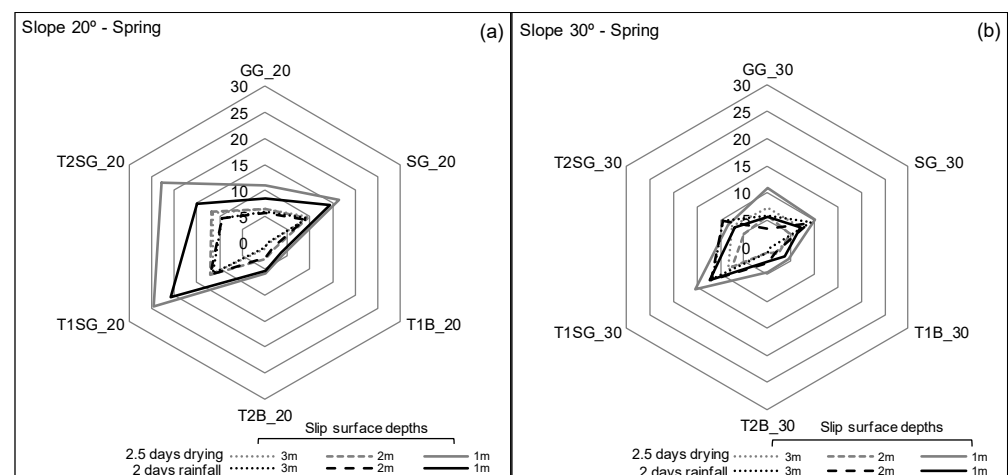 Slope 20º - Spring
(a)
GG_20
30
25
20
15
10
5
0
T2SG_20
SG_20
T1SG_20
T1B_20
T2B_20
Slip surface depths
2.5 days drying 3m 2m 1m
2 days rainfall 3m 2m 1m
Slope 30º - Spring
(b)
GG_30
30
25
20
15
10
5
0
T2SG_30
SG_30
T1SG_30
T1B_30
T2B_30
Slip surface depths
2.5 days drying 3m 2m 1m
2 days rainfall 3m 2m 1m